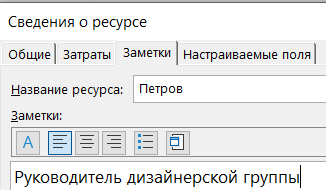 Сведения о ресурсе
Общие Затраты Заметки Настраиваемые поля
Название ресурса: Петров
Заметки:
A
Руководитель дизайнерской группы